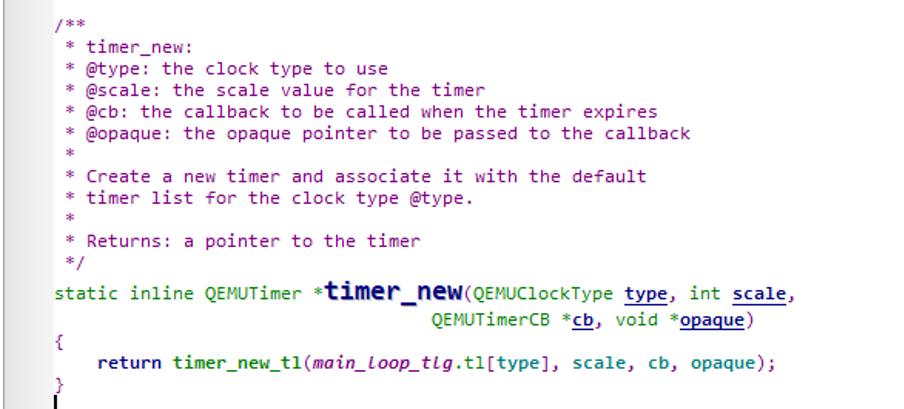 /**
 * timer_new:
 * @type: the clock type to use
 * @scale: the scale value for the timer
 * @cb: the callback to be called when the timer expires
 * @opaque: the opaque pointer to be passed to the callback
 *
 * Create a new timer and associate it with the default
 * timer list for the clock type @type.
 *
 * Returns: a pointer to the timer
 */
static inline QEMUTimer *timer_new(QEMUClockType type, int scale,
                                   QEMUTimerCB *cb, void *opaque)
{
    return timer_new_tl(main_loop_tlg.tl[type], scale, cb, opaque);
}